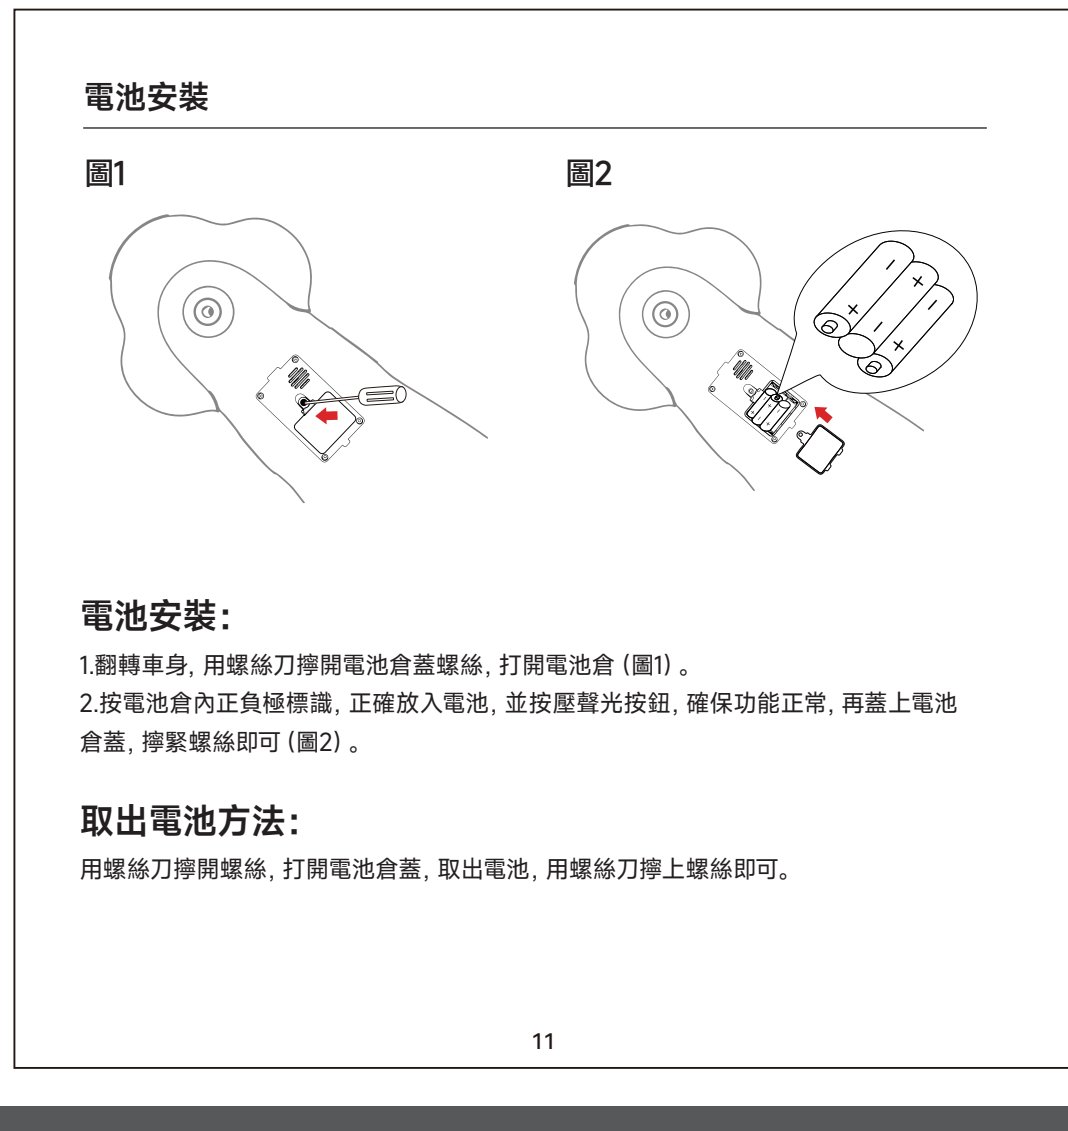 電池安裝
圖1
圖2
電池安裝：
1.翻轉車身，用螺絲刀擰開電池倉蓋螺絲，打開電池倉（圖1）。
2.按電池倉內正負極標識，正確放入電池，並按壓聲光按鈕，確保功能正常，再蓋上電池
倉蓋，擰緊螺絲即可（圖2）。
取出電池方法：
用螺絲刀擰開螺絲，打開電池倉蓋，取出電池，用螺絲刀擰上螺絲即可。
11